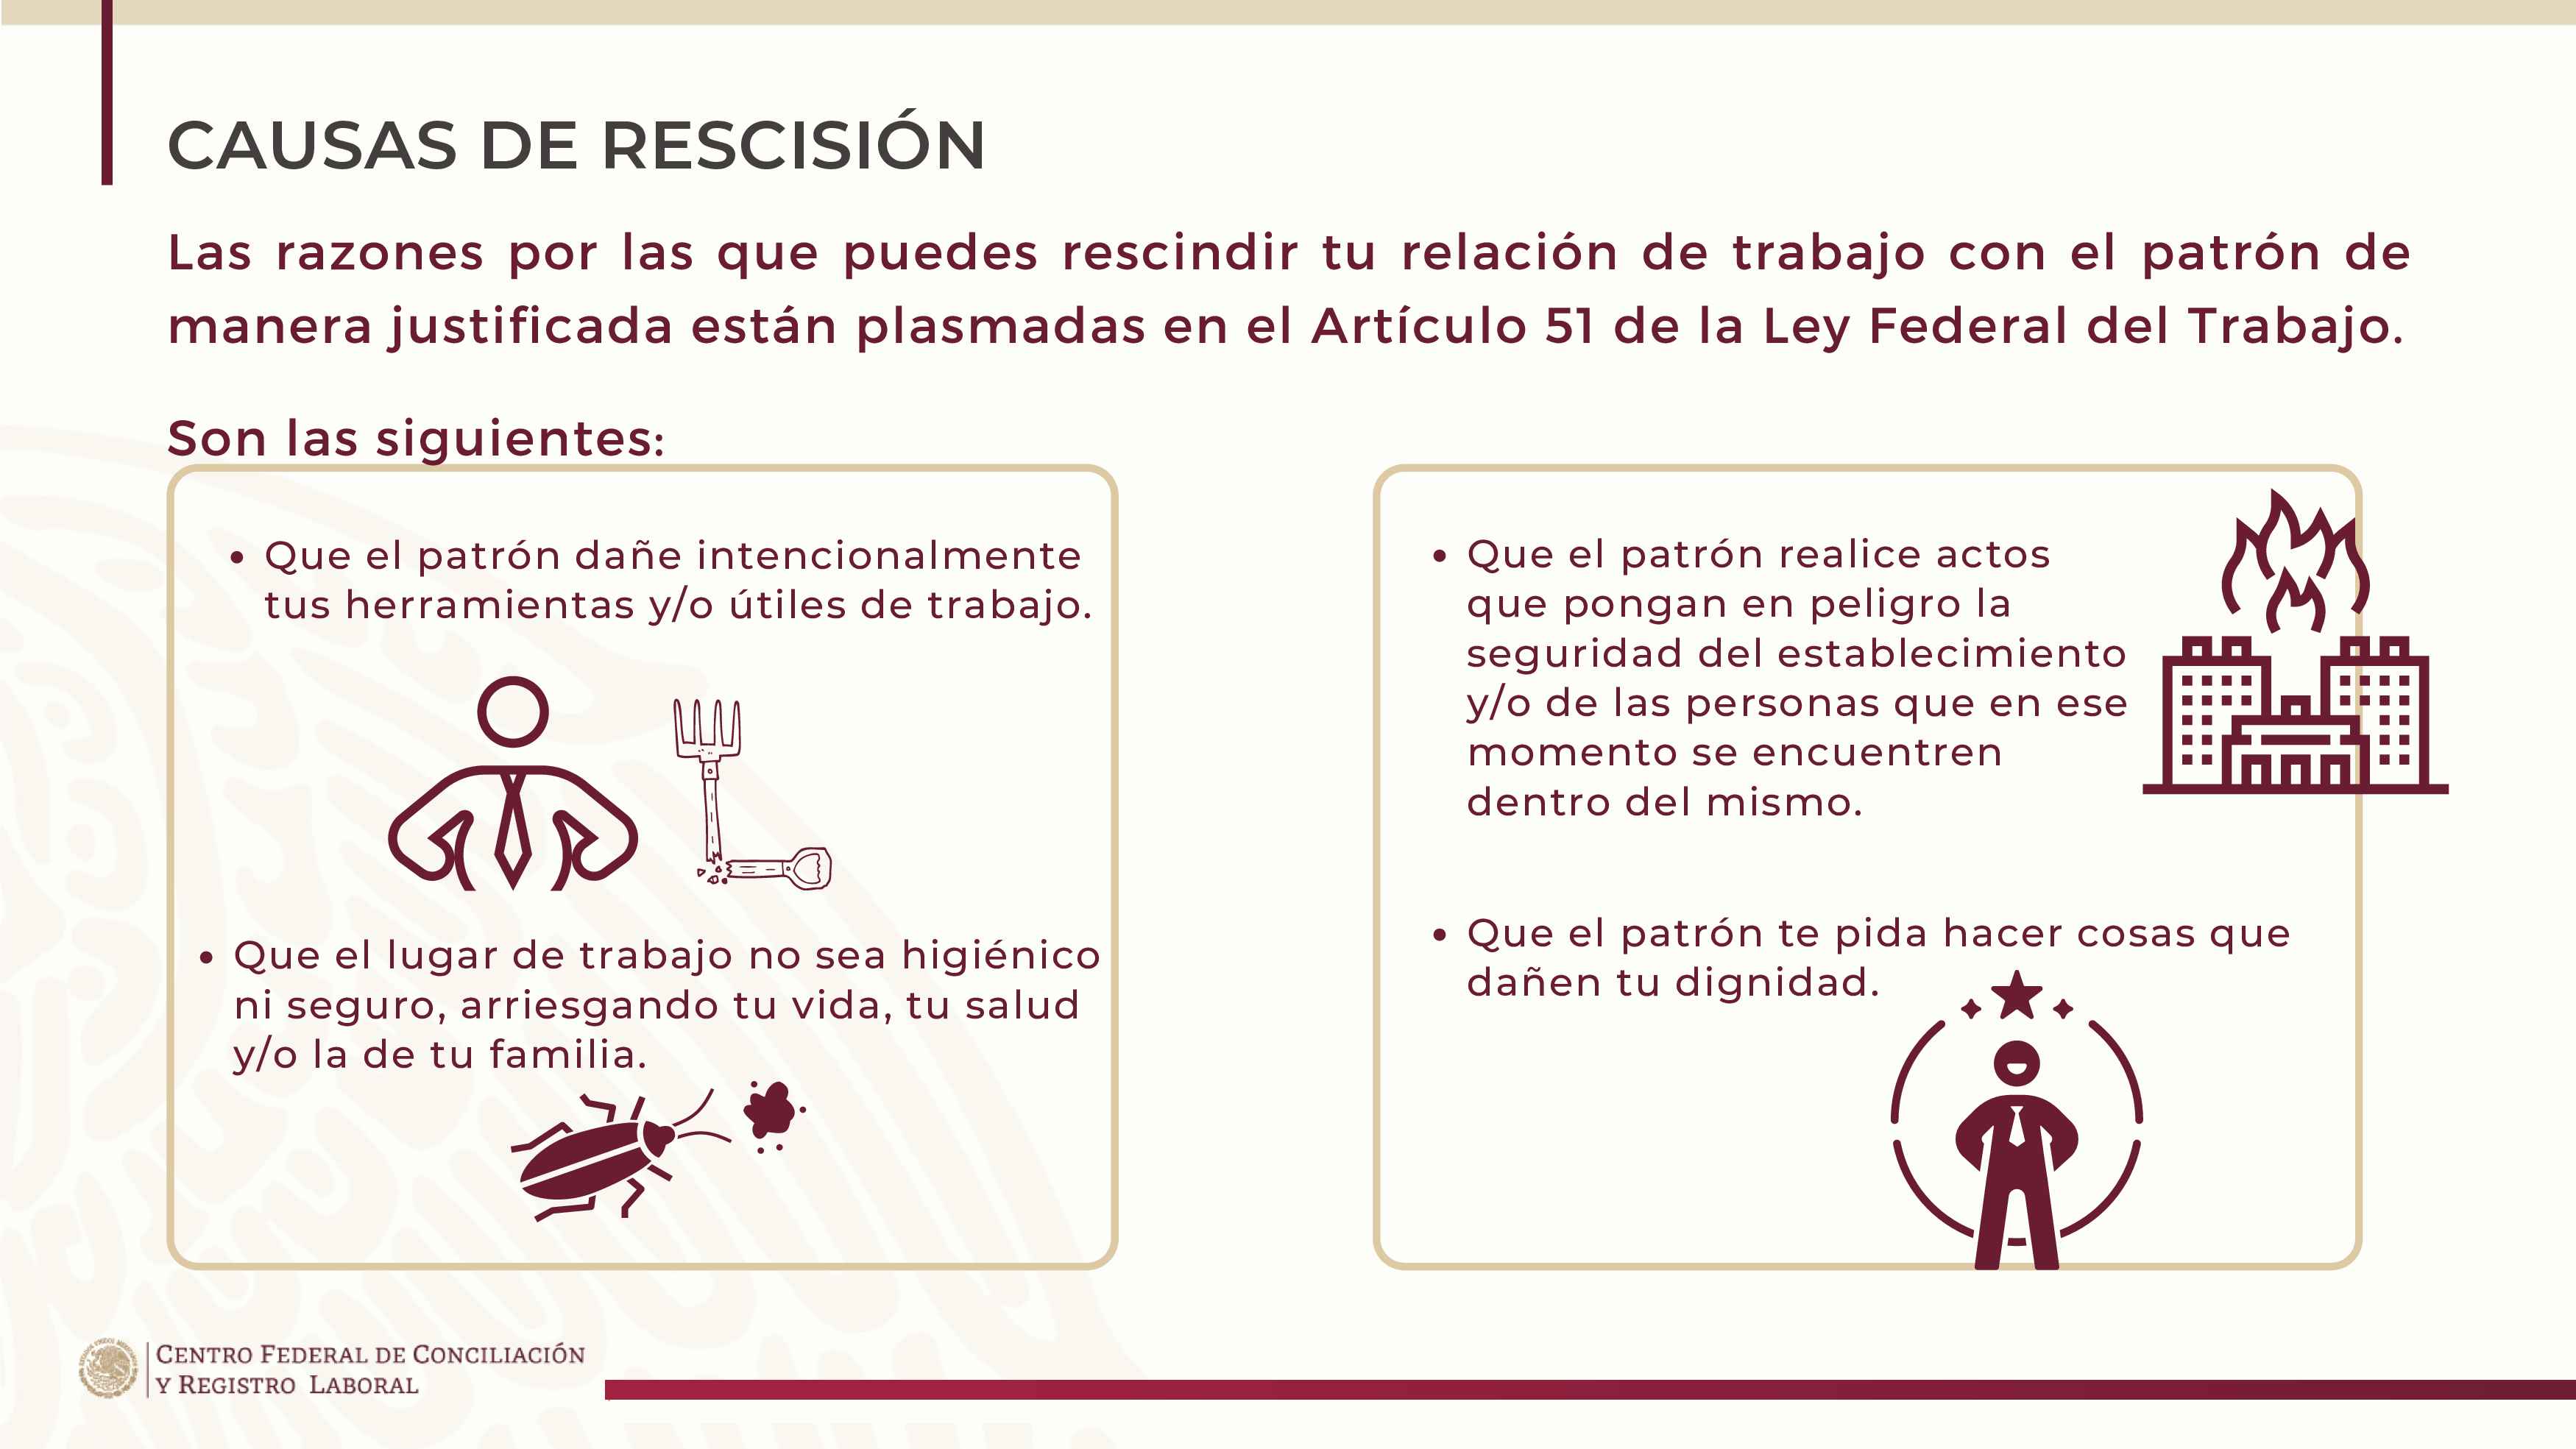 CAUSAS DE RESCISIÓN
Las razones por las que puedes rescindir tu relación de trabajo con el patrón de
manera justificada están plasmadas en el Artículo 51 de la Ley Federal del Trabajo.
Son las siguientes:
• Que el patrón dañe intencionalmente
tus herramientas y/o útiles de trabajo.
• Que el lugar de trabajo no sea higiénico
ni seguro, arriesgando tu vida, tu salud
y/o la de tu familia.
• Que el patrón realice actos
que pongan en peligro la
seguridad del establecimiento
y/o de las personas que en ese
momento se encuentren
dentro del mismo.
• Que el patrón te pida hacer cosas que
dañen tu dignidad.
CENTRO FEDERAL DE CONCILIACIÓN
Y REGISTRO LABORAL